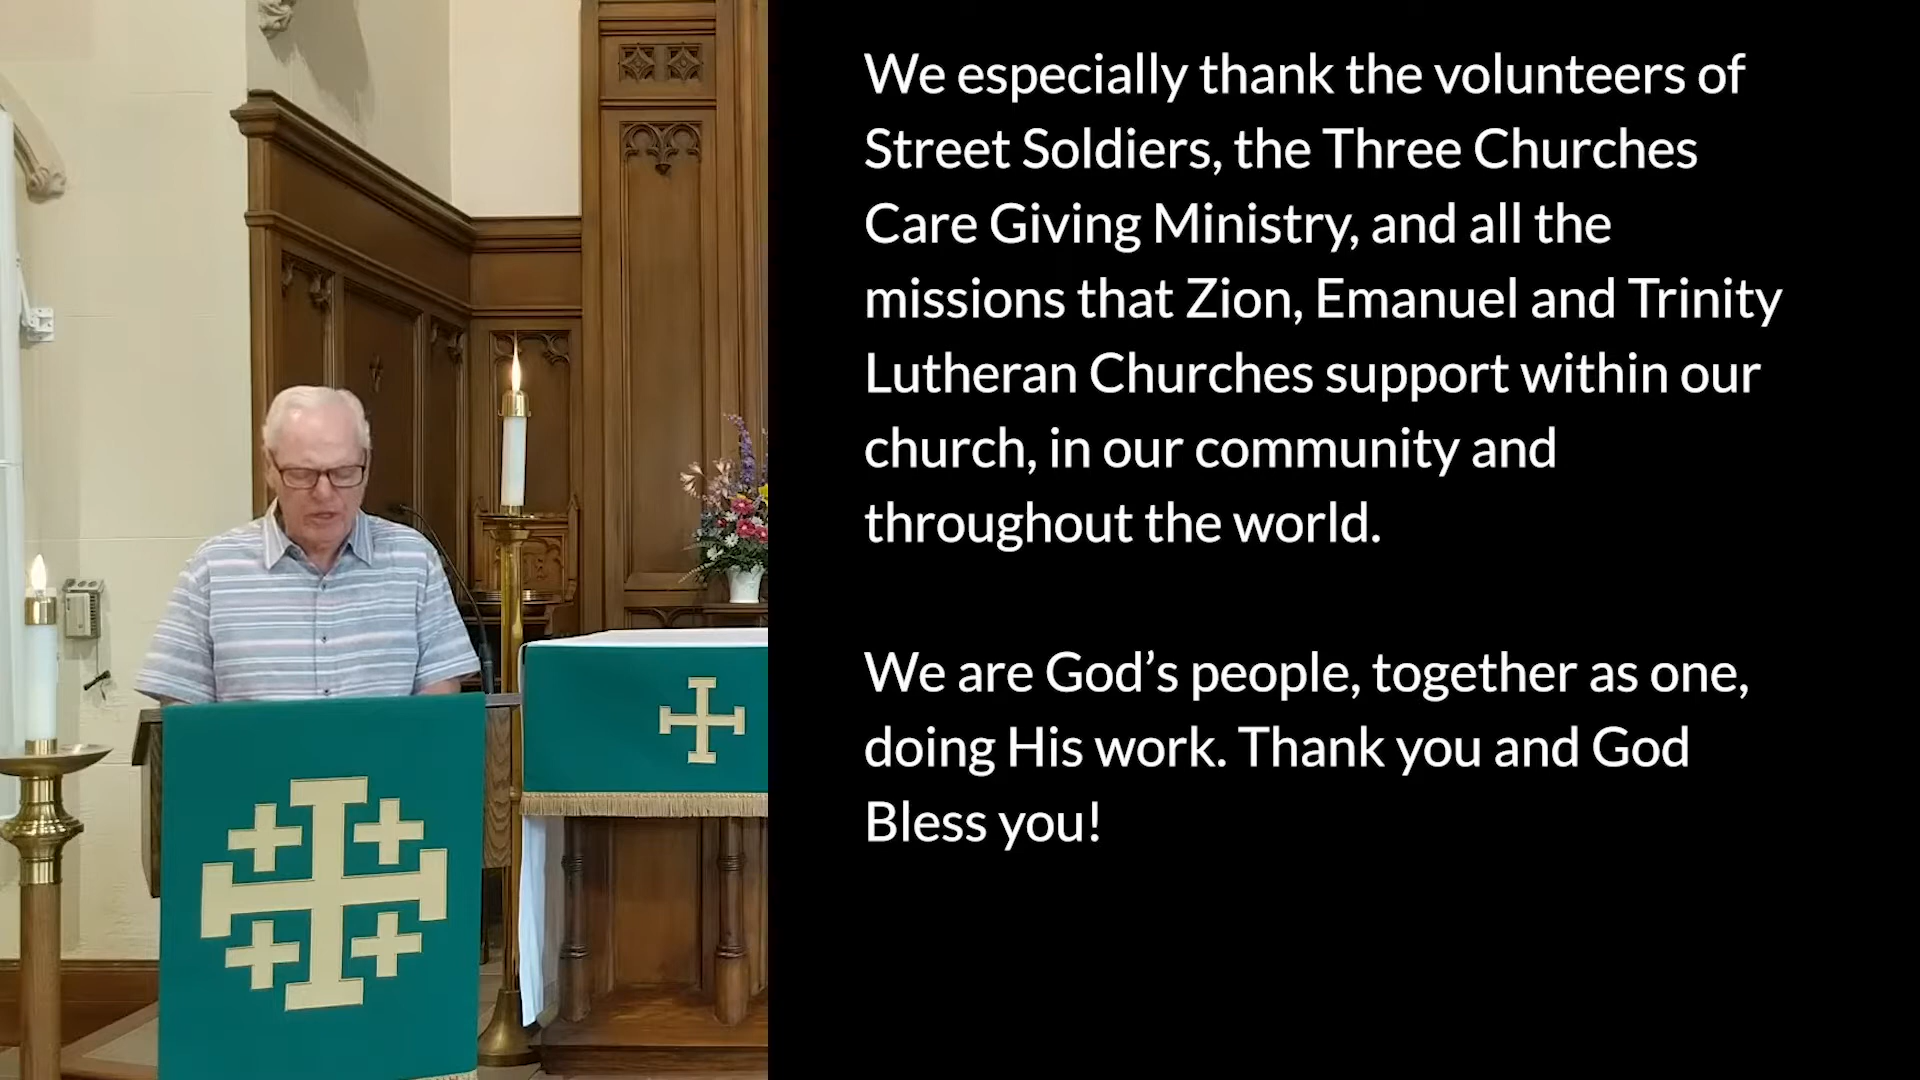 We especially thank the volunteers of
Street Soldiers, the Three Churches
Care Giving Ministry, and all the
missions that Zion, Emanuel and Trinity
Lutheran Churches support within our
church, in our community and
throughout the world.
We are God’s people, together as one,
doing His work. Thank you and God
Bless you!